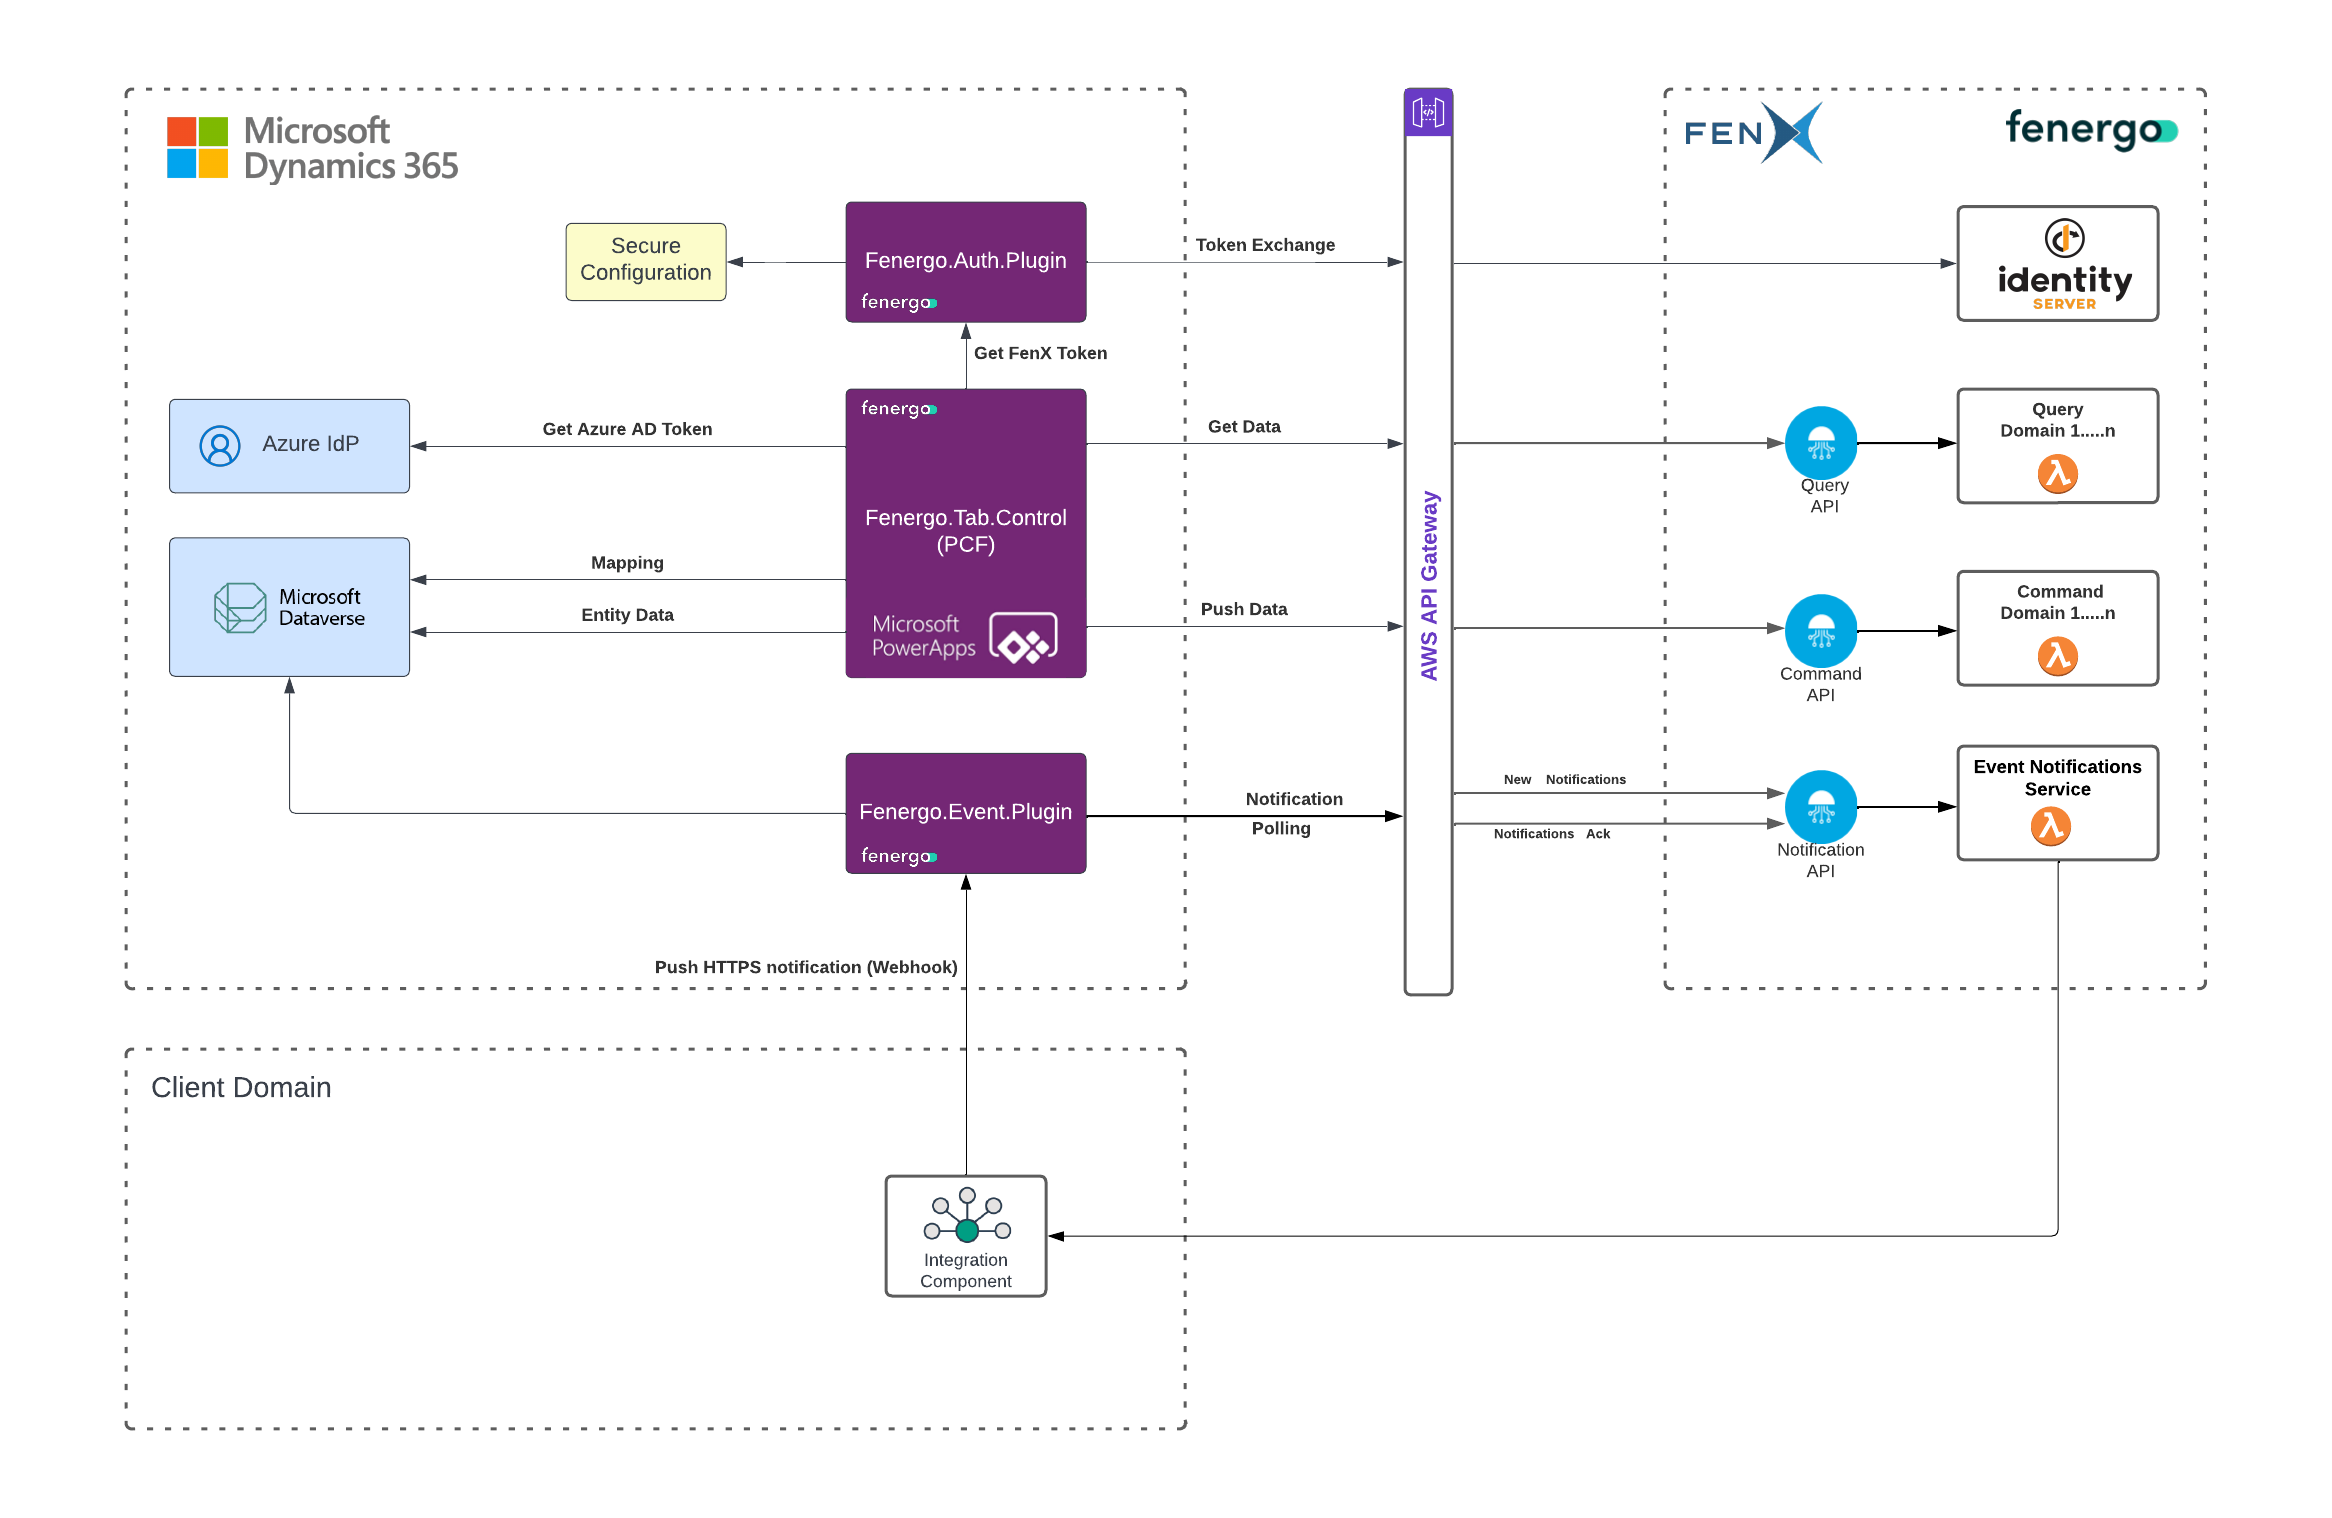 Microsoft
Dynamics 365
FENX
fenergo
Secure
Configuration
Fenergo.Auth.Plugin
fenergo
Token Exchange
identity
SERVER
Get FenX Token
Azure IdP
Get Azure AD Token
fenergo
Fenergo.Tab.Control
(PCF)
Microsoft
PowerApps
Get Data
Query
API
Query
Domain 1.....n
Microsoft
Dataverse
Mapping
Entity Data
Push Data
AWS API Gateway
Command
API
Command
Domain 1.....n
Fenergo.Event.Plugin
fenergo
Notification
Polling
New Notifications
Notifications Ack
Notification
API
Event Notifications
Service
Push HTTPS notification (Webhook)
Client Domain
Integration
Component